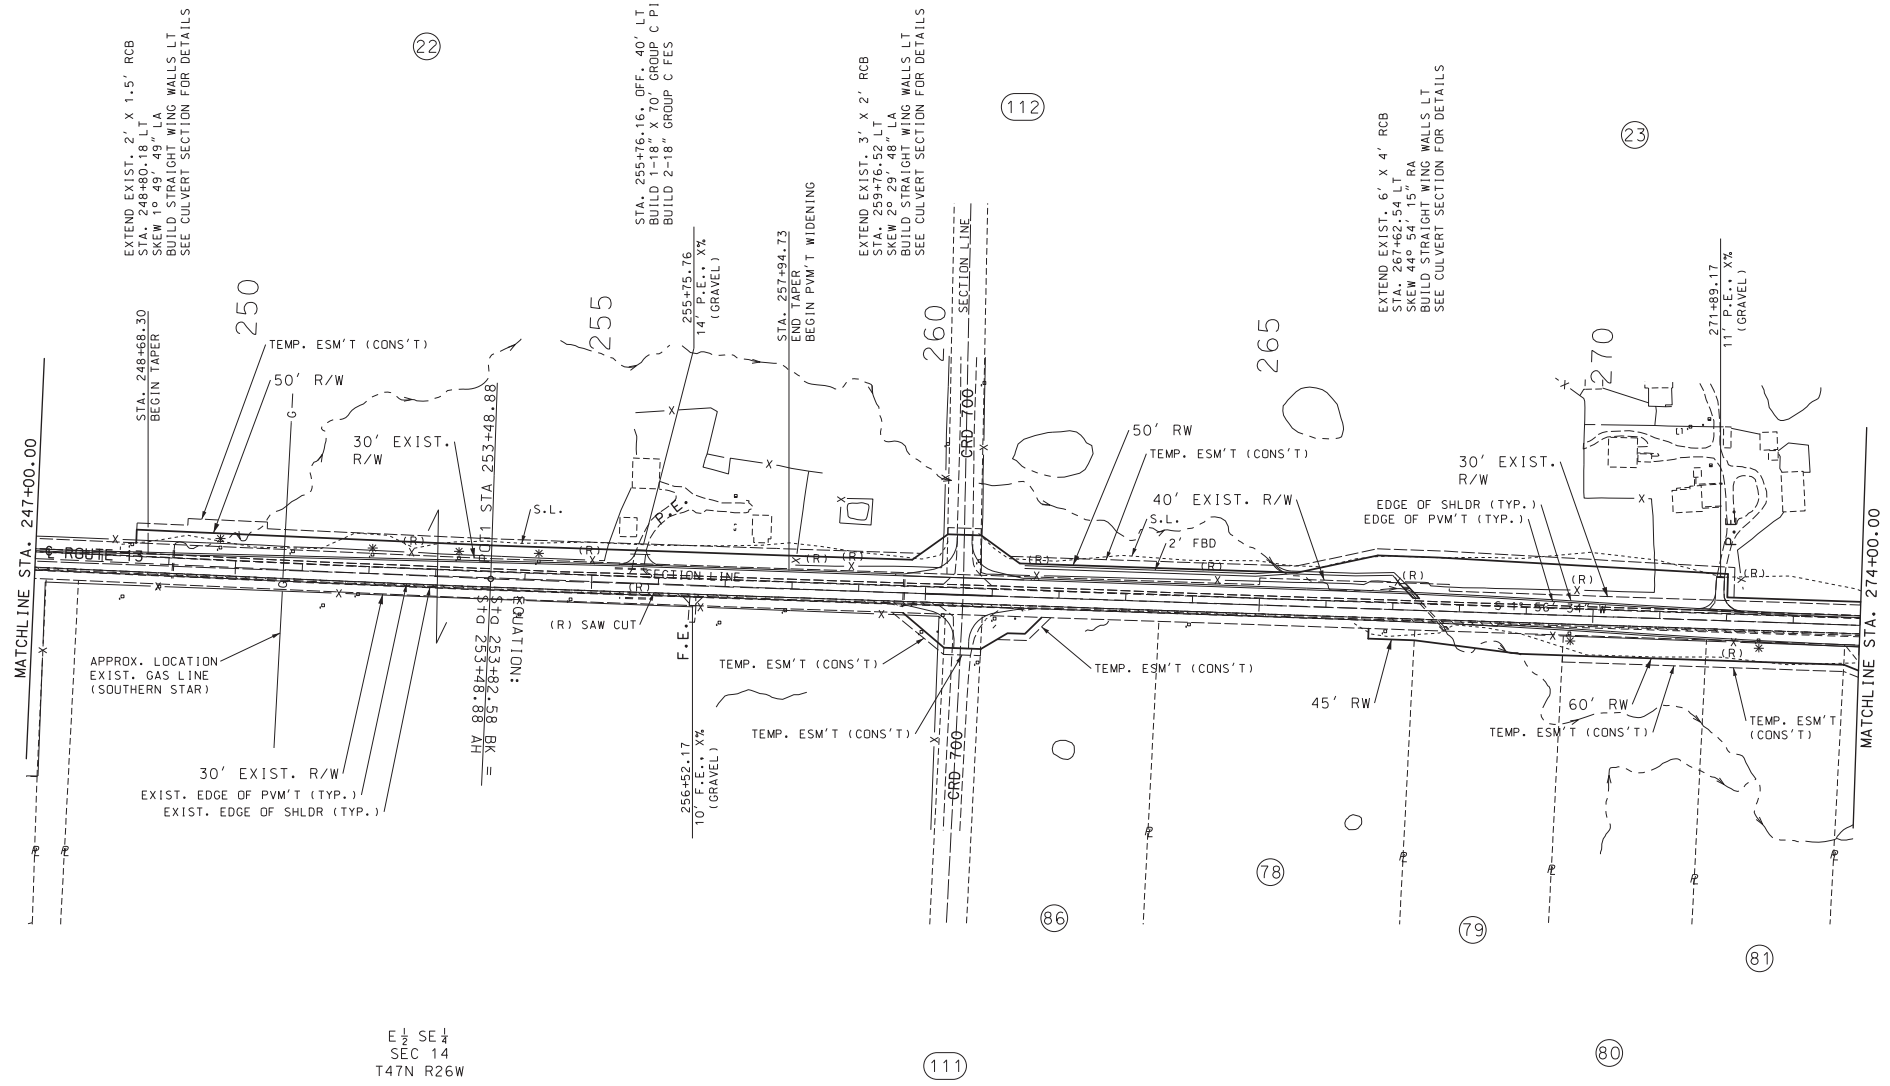 EXTEND EXIST. 2' X 1.5' RCB
STA. 248+80.18 LT
SKEW 1° 49' 49" LA
BUILD STRAIGHT WING WALLS LT
SEE CULVERT SECTION FOR DETAILS
22
STA. 255+76.16, OFF. 40' LT
BUILD 1-18" X 70' GROUP C PI
BUILD 2-18" GROUP C FES
EXTEND EXIST. 3' X 2' RCB
STA. 259+76.52 LT
SKEW 2° 29' 48" LA
BUILD STRAIGHT WING WALLS LT
SEE CULVERT SECTION FOR DETAILS
112
EXTEND EXIST. 6' X 4' RCB
STA. 267+62.54 LT
SKEW 44° 54' 15" RA
BUILD STRAIGHT WING WALLS LT
SEE CULVERT SECTION FOR DETAILS
23
STA. 248+68.30
BEGIN TAPER
250
255
255+75.76
14' P.E., X%
(GRAVEL)
STA. 257+94.73
END TAPER
BEGIN PVM'T WIDENING
260
SECTION LINE
265
270
271+89.17
11' P.E., X%
(GRAVEL)
TEMP. ESM'T (CONS'T)
50' R/W
G
30' EXIST.
R/W
POT 1 STA 253+48.88
S.L.
P.E.
CRD 700
50' RW
TEMP. ESM'T (CONS'T)
40' EXIST. R/W
S.L.
2' FBD
30' EXIST.
R/W
EDGE OF SHLDR (TYP.)
EDGE OF PVM'T (TYP.)
P.E.
MATCHLINE STA. 247+00.00
MATCHLINE STA. 274+00.00
℄ ROUTE 13
(R)
(R)
(R)
(R)
(R)
(R)
(R)
(R)
(R)
SECTION LINE
(R)
S 1° 56' 34" W
(R)
(R) SAW CUT
G
EQUATION:
Sta 253+82.58 BK =
Sta 253+48.88 AH
F.E.
APPROX. LOCATION
EXIST. GAS LINE
(SOUTHERN STAR)
TEMP. ESM'T (CONS'T)
TEMP. ESM'T (CONS'T)
45' RW
60' RW
TEMP. ESM'T (CONS'T)
TEMP. ESM'T
(CONS'T)
TEMP. ESM'T (CONS'T)
30' EXIST. R/W
EXIST. EDGE OF PVM'T (TYP.)
EXIST. EDGE OF SHLDR (TYP.)
256+52.17
10' F.E., X%
(GRAVEL)
CRD 700
78
86
79
81
E½ SE¼
SEC 14
T47N R26W
111
80